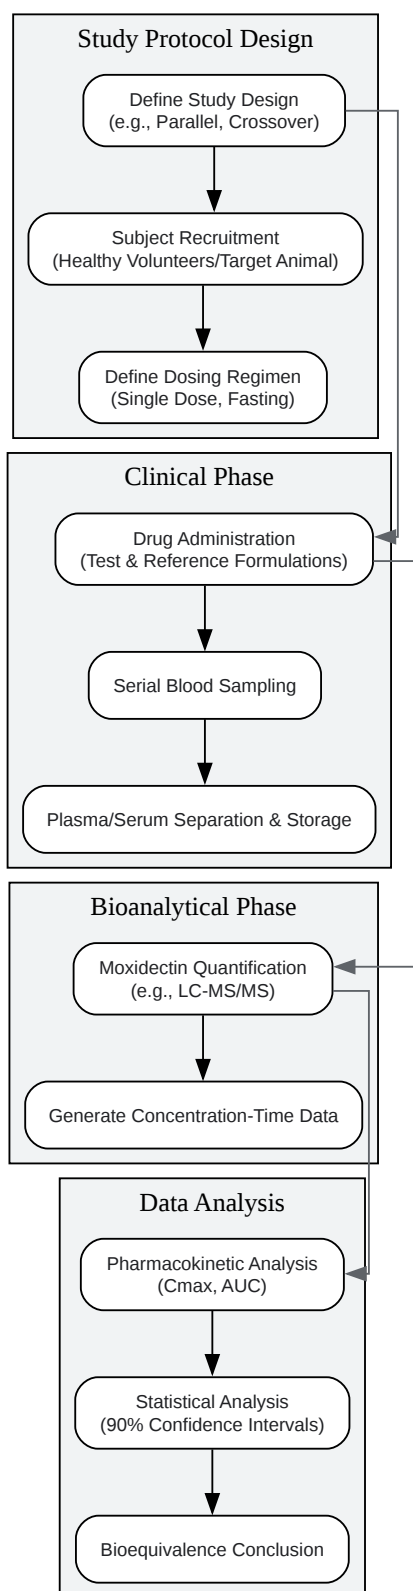 Study Protocol Design
Define Study Design
(e.g., Parallel, Crossover)
Subject Recruitment
(Healthy Volunteers/Target Animal)
Define Dosing Regimen
(Single Dose, Fasting)
Clinical Phase
Drug Administration
(Test & Reference Formulations)
Serial Blood Sampling
Plasma/Serum Separation & Storage
Bioanalytical Phase
Moxidectin Quantification
(e.g., LC-MS/MS)
Generate Concentration-Time Data
Data Analysis
Pharmacokinetic Analysis
(Cmax, AUC)
Statistical Analysis
(90% Confidence Intervals)
Bioequivalence Conclusion